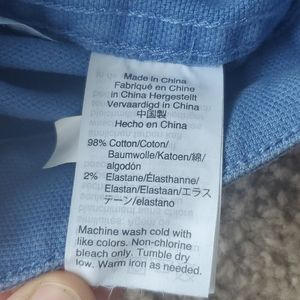 Made in China
Fabriqué en Chine
in China Hergestellt
Vervaardigd in China
中国製
Hecho en China
98% Cotton/Coton/
Baumwolle/Katoen/綿/
algodón
2% Elastane/Élasthanne/
Elastan/Elastaan/エラス
テーン/elastano
Machine wash cold with
like colors. Non-chlorine
bleach only. Tumble dry
low. Warm iron as needed.